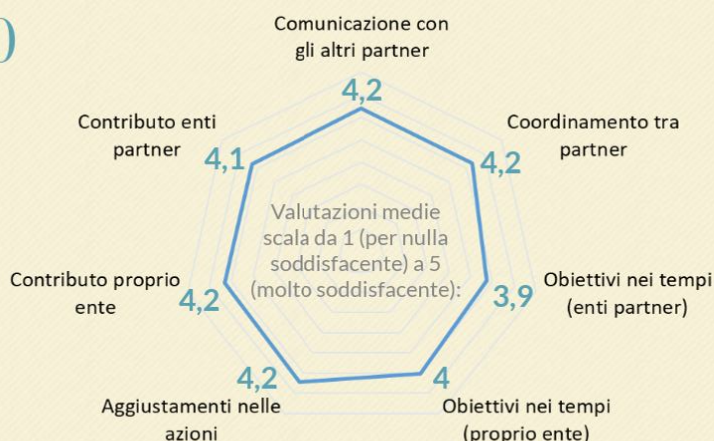 )
Comunicazione con
gli altri partner
4,2
Coordinamento tra
partner
4,2
Obiettivi nei tempi
(enti partner)
3,9
Obiettivi nei tempi
(proprio ente)
4
Aggiustamenti nelle
azioni
4,2
Contributo proprio
ente
4,2
Contributo enti
partner
4,1
Valutazioni medie
scala da 1 (per nulla
soddisfacente) a 5
(molto soddisfacente):